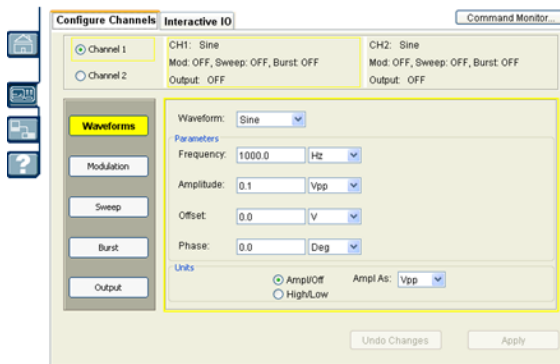 Configure Channels Interactive IO Command Monitor...
Channel 1
Channel 2
CH1: Sine
Mod: OFF, Sweep: OFF, Burst: OFF
Output: OFF
CH2: Sine
Mod: OFF, Sweep: OFF, Burst: OFF
Output: OFF
Waveforms
Modulation
Sweep
Burst
Output
Waveform: Sine
Parameters
Frequency: 1000.0 Hz
Amplitude: 0.1 Vpp
Offset: 0.0 V
Phase: 0.0 Deg
Units
Ampl/Off
High/Low
Ampl As: Vpp
Undo Changes Apply
?